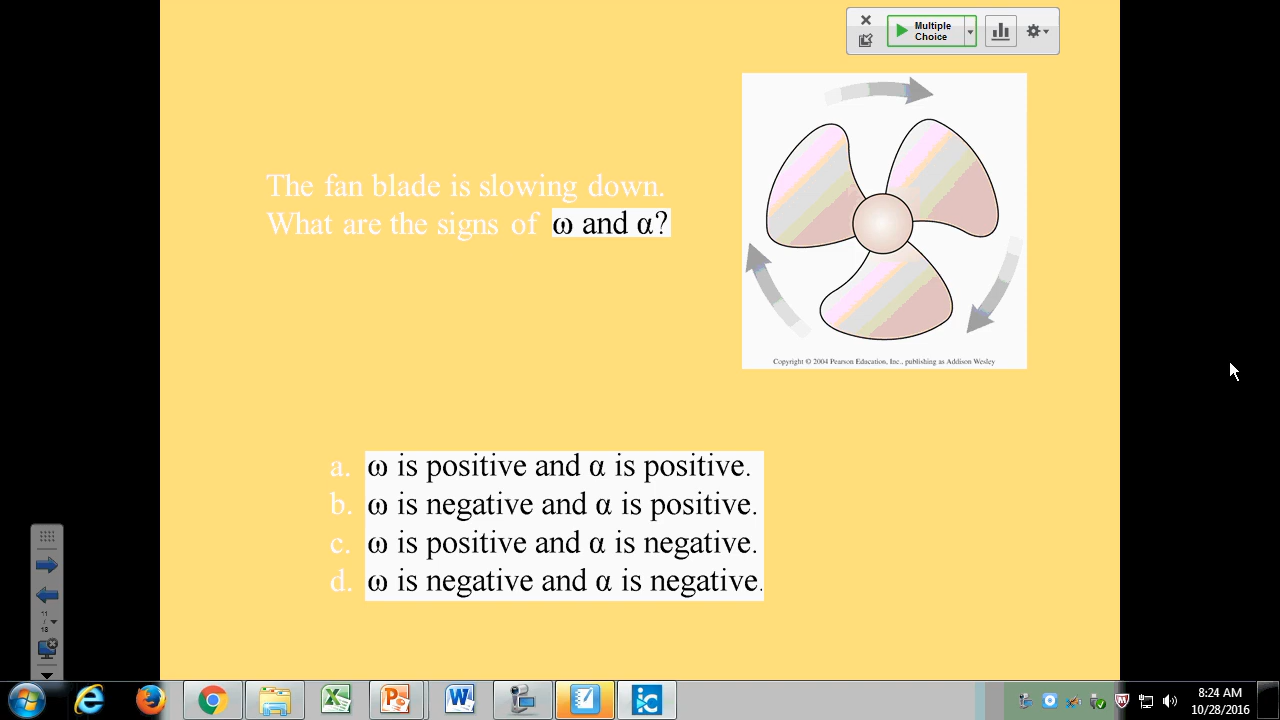 Multiple
Choice
The fan blade is slowing down.
What are the signs of ω and α?
Copyright © 2004 Pearson Education, Inc., publishing as Addison Wesley
a. ω is positive and α is positive.
b. ω is negative and α is positive.
c. ω is positive and α is negative.
d. ω is negative and α is negative.
11
/
18
8:24 AM
10/28/2016